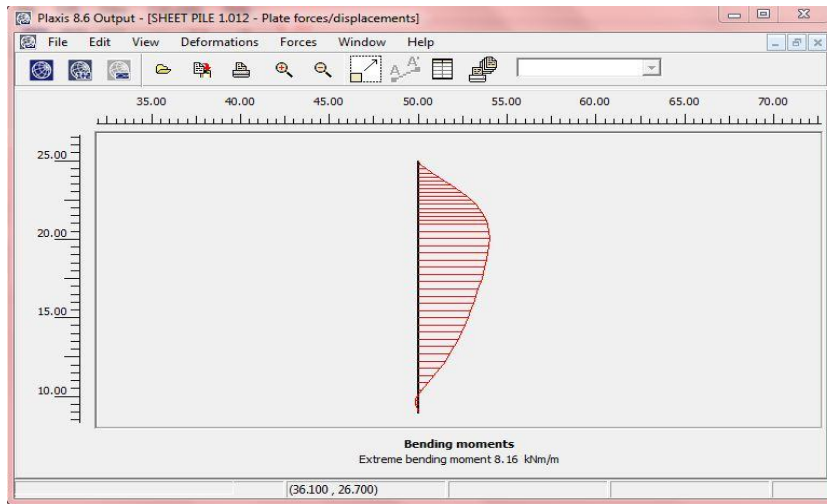 Plaxis 8.6 Output - [SHEET PILE 1.012 - Plate forces/displacements]
File Edit View Deformations Forces Window Help
A A'
35.00 40.00 45.00 50.00 55.00 60.00 65.00 70.00
25.00
20.00
15.00
10.00
Bending moments
Extreme bending moment 8.16 kNm/m
(36.100 , 26.700)